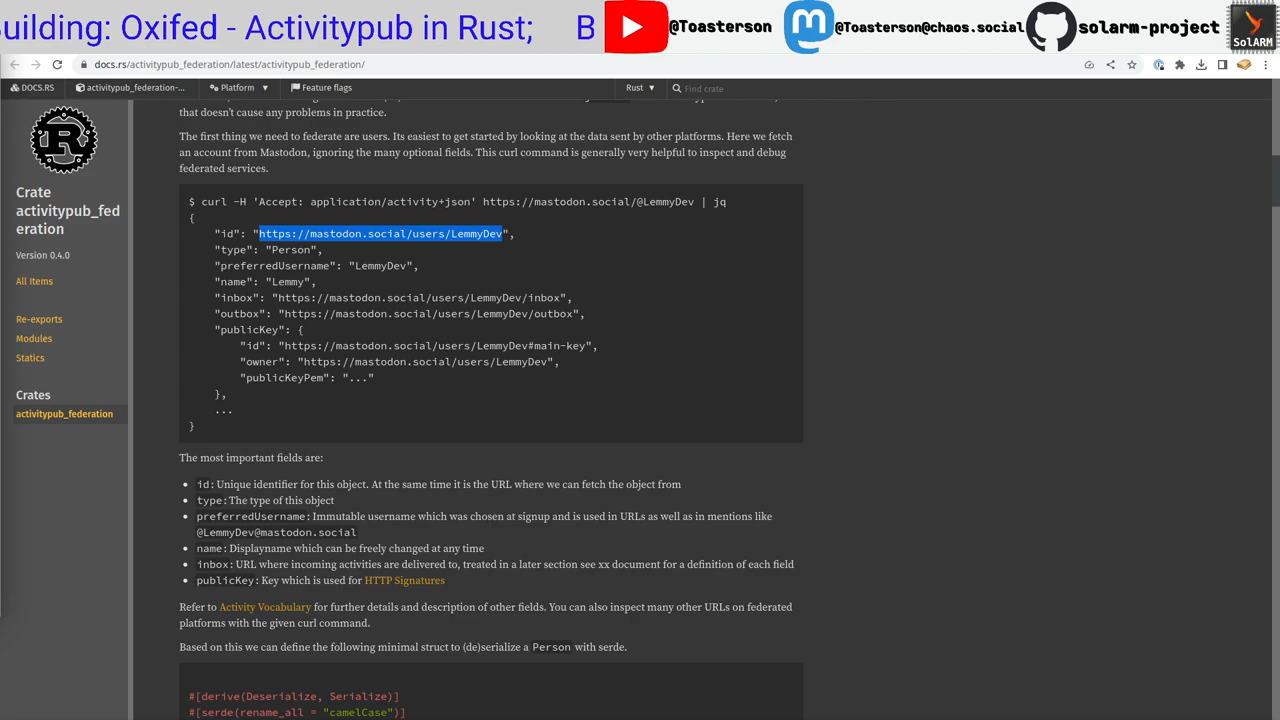 uilding: Oxifed - Activitypub in Rust; B
@Toasterson
@Toasterson@chaos.social
solarm-project
SolARM
docs.rs/activitypub_federation/latest/activitypub_federation/
DOCS.RS
activitypub_federation-...
Platform
Feature flags
Rust
Find crate
Crate
activitypub_fed
eration
Version 0.4.0
All Items
Re-exports
Modules
Statics
Crates
activitypub_federation
that doesn't cause any problems in practice.
The first thing we need to federate are users. Its easiest to get started by looking at the data sent by other platforms. Here we fetch
an account from Mastodon, ignoring the many optional fields. This curl command is generally very helpful to inspect and debug
federated services.
$ curl -H 'Accept: application/activity+json' https://mastodon.social/@LemmyDev | jq
{
"id": "https://mastodon.social/users/LemmyDev",
"type": "Person",
"preferredUsername": "LemmyDev",
"name": "Lemmy",
"inbox": "https://mastodon.social/users/LemmyDev/inbox",
"outbox": "https://mastodon.social/users/LemmyDev/outbox",
"publicKey": {
"id": "https://mastodon.social/users/LemmyDev#main-key",
"owner": "https://mastodon.social/users/LemmyDev",
"publicKeyPem": "..."
},
...
}
The most important fields are:
id: Unique identifier for this object. At the same time it is the URL where we can fetch the object from
type: The type of this object
preferredUsername: Immutable username which was chosen at signup and is used in URLs as well as in mentions like
@LemmyDev@mastodon.social
name: Displayname which can be freely changed at any time
inbox: URL where incoming activities are delivered to, treated in a later section see xx document for a definition of each field
publicKey: Key which is used for HTTP Signatures
Refer to Activity Vocabulary for further details and description of other fields. You can also inspect many other URLs on federated
platforms with the given curl command.
Based on this we can define the following minimal struct to (de)serialize a Person with serde.
#[derive(Deserialize, Serialize)]
#[serde(rename_all = "camelCase")]